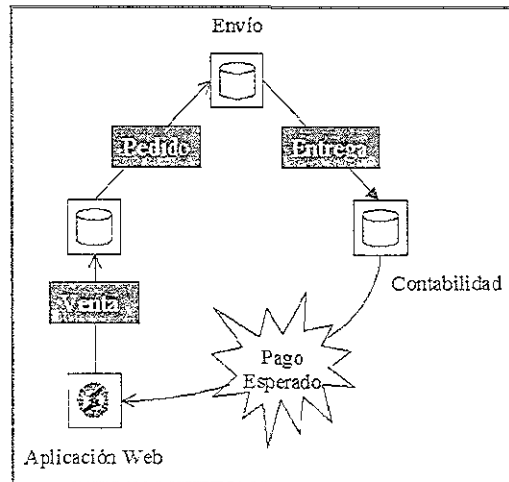 Envío
Pedido
Entrega
Contabilidad
Venta
Pago
Esperado
Aplicación Web